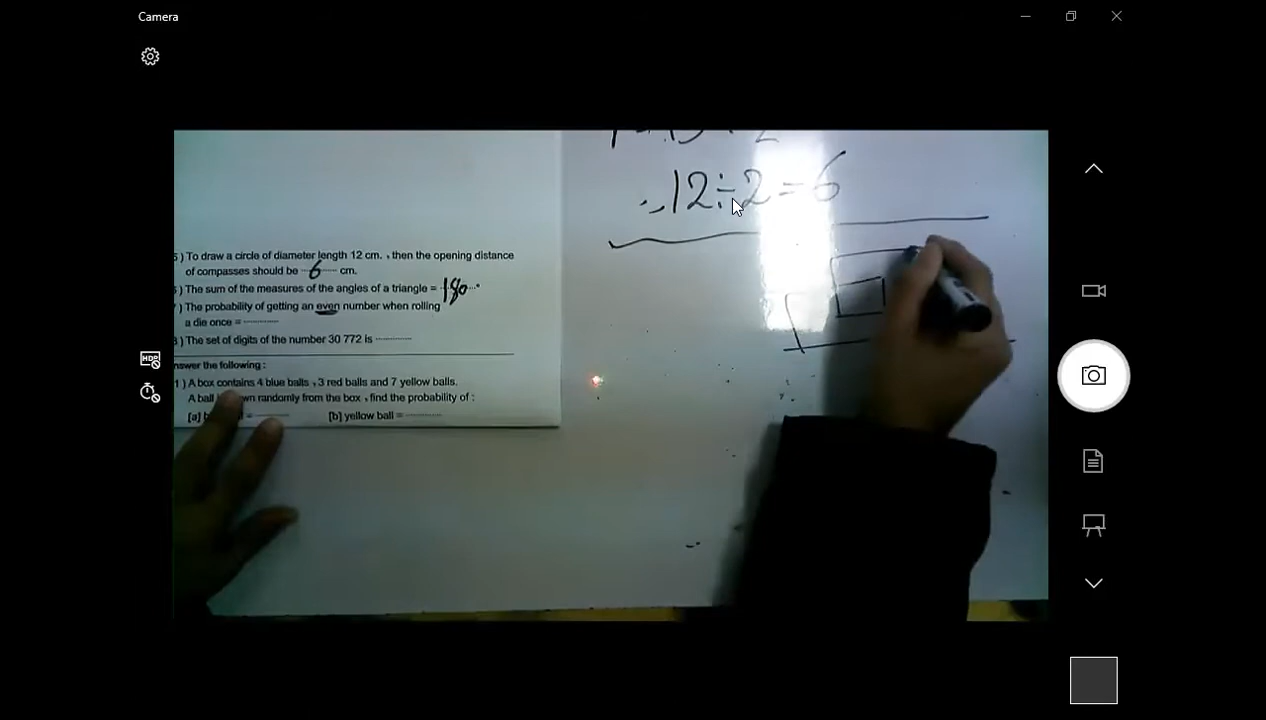 Camera
12÷2=6
5) To draw a circle of diameter length 12 cm. , then the opening distance
of compasses should be 6 cm.
6) The sum of the measures of the angles of a triangle = 180
) The probability of getting an even number when rolling
a die once = ..............
8) The set of digits of the number 30 772 is ..............
nswer the following :
1) A box contains 4 blue balls , 3 red balls and 7 yellow balls.
A ball randomly from the box , find the probability of :
[a] = .............. [b] yellow ball = ..............